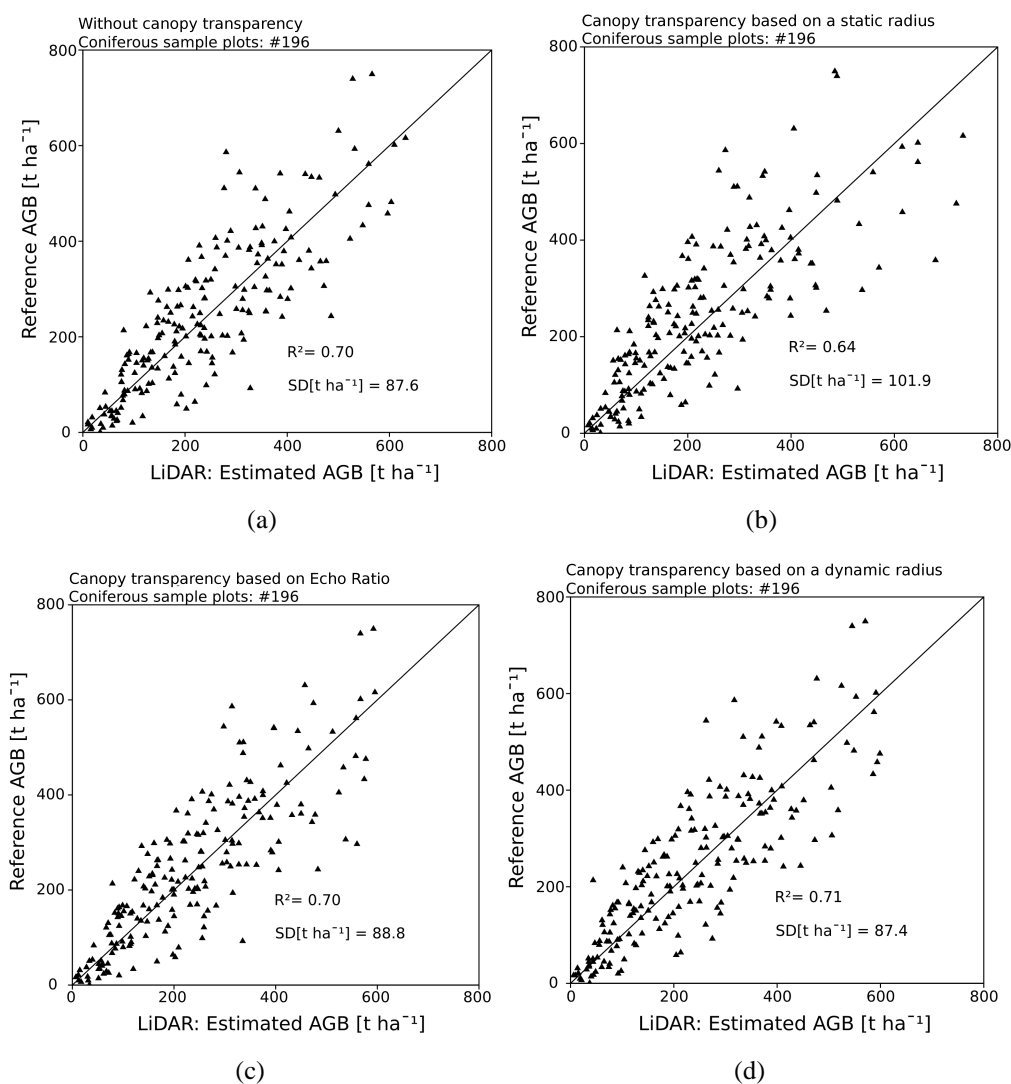 Without canopy transparency
Coniferous sample plots: #196
800
600
400
200
0
0 200 400 600 800
Reference AGB [t ha⁻¹]
LiDAR: Estimated AGB [t ha⁻¹]
R²= 0.70
SD[t ha⁻¹] = 87.6
(a)
Canopy transparency based on a static radius
Coniferous sample plots: #196
800
600
400
200
0
0 200 400 600 800
Reference AGB [t ha⁻¹]
LiDAR: Estimated AGB [t ha⁻¹]
R²= 0.64
SD[t ha⁻¹] = 101.9
(b)
Canopy transparency based on Echo Ratio
Coniferous sample plots: #196
800
600
400
200
0
0 200 400 600 800
Reference AGB [t ha⁻¹]
LiDAR: Estimated AGB [t ha⁻¹]
R²= 0.70
SD[t ha⁻¹] = 88.8
(c)
Canopy transparency based on a dynamic radius
Coniferous sample plots: #196
800
600
400
200
0
0 200 400 600 800
Reference AGB [t ha⁻¹]
LiDAR: Estimated AGB [t ha⁻¹]
R²= 0.71
SD[t ha⁻¹] = 87.4
(d)